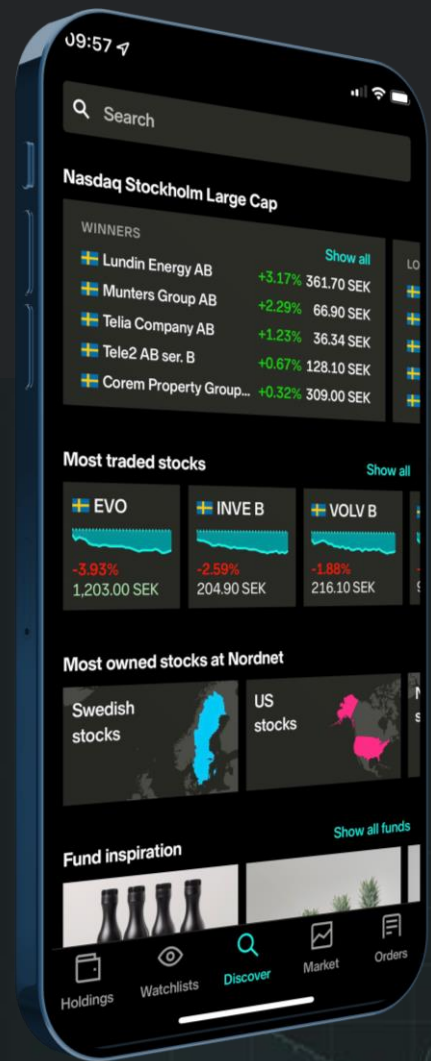 09:57
Search
Nasdaq Stockholm Large Cap
WINNERS
Show all
Lundin Energy AB +3.17% 361.70 SEK
Munters Group AB +2.29% 66.90 SEK
Telia Company AB +1.23% 36.34 SEK
Tele2 AB ser. B +0.67% 128.10 SEK
Corem Property Group... +0.32% 309.00 SEK
LO
Most traded stocks
Show all
EVO
-3.93%
1,203.00 SEK
INVE B
-2.59%
204.90 SEK
VOLV B
-1.88%
216.10 SEK
Most owned stocks at Nordnet
Swedish
stocks
US
stocks
Fund inspiration
Show all funds
Holdings
Watchlists
Discover
Market
Orders